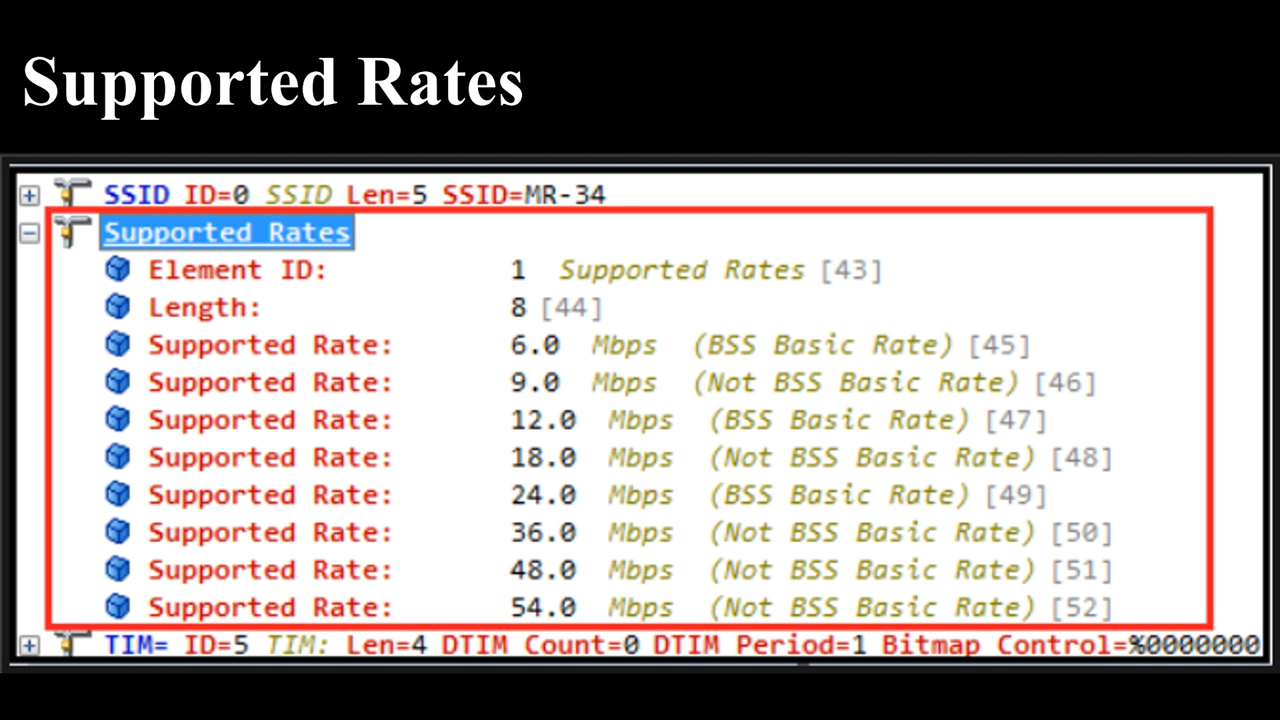 Supported Rates
SSID ID=0 SSID Len=5 SSID=MR-34
Supported Rates
Element ID: 1 Supported Rates [43]
Length: 8 [44]
Supported Rate: 6.0 Mbps (BSS Basic Rate) [45]
Supported Rate: 9.0 Mbps (Not BSS Basic Rate) [46]
Supported Rate: 12.0 Mbps (BSS Basic Rate) [47]
Supported Rate: 18.0 Mbps (Not BSS Basic Rate) [48]
Supported Rate: 24.0 Mbps (BSS Basic Rate) [49]
Supported Rate: 36.0 Mbps (Not BSS Basic Rate) [50]
Supported Rate: 48.0 Mbps (Not BSS Basic Rate) [51]
Supported Rate: 54.0 Mbps (Not BSS Basic Rate) [52]
TIM= ID=5 TIM: Len=4 DTIM Count=0 DTIM Period=1 Bitmap Control=%0000000